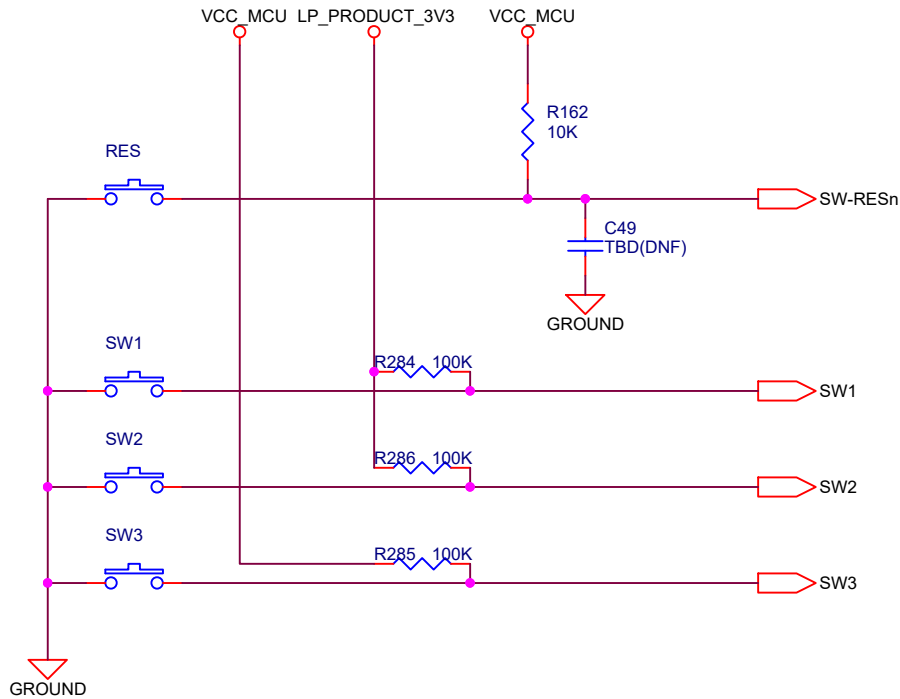 VCC_MCU LP_PRODUCT_3V3 VCC_MCU
R162
10K
RES
SW-RESn
C49
TBD(DNF)
GROUND
SW1
R284 100K
SW1
SW2
R286 100K
SW2
SW3
R285 100K
SW3
GROUND